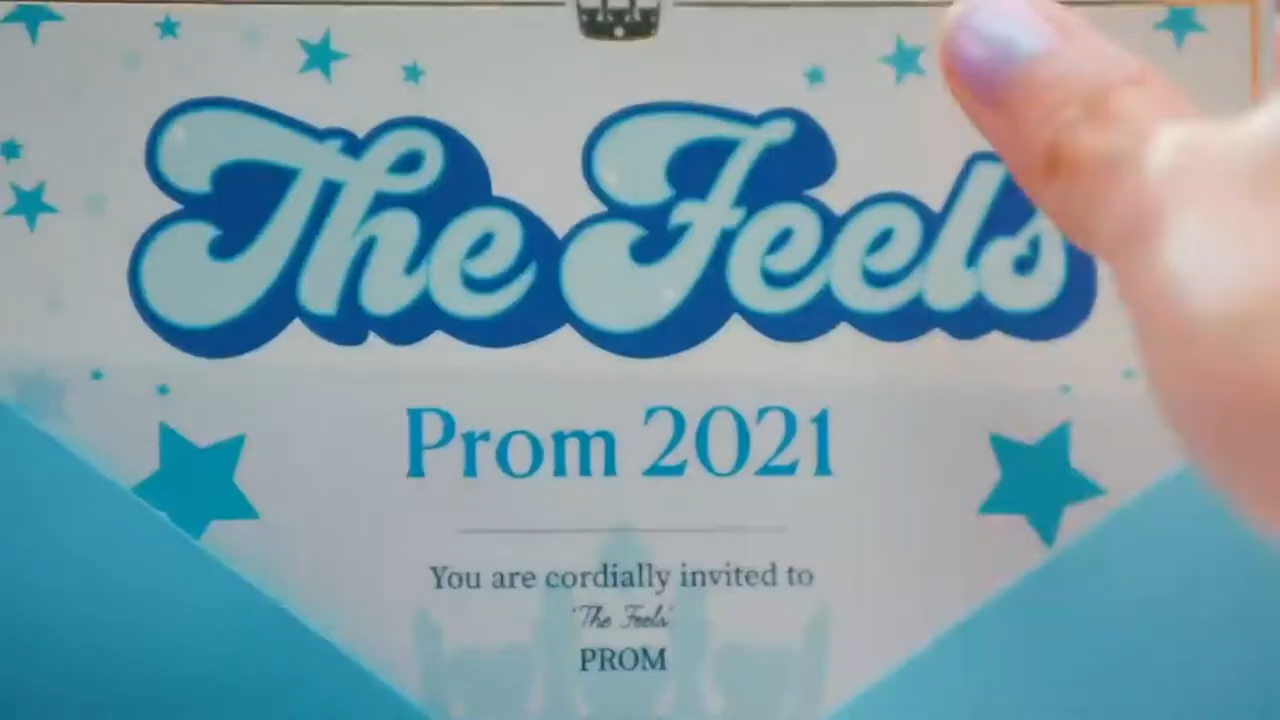 The Feels
Prom 2021
You are cordially invited to
'The Feels'
PROM